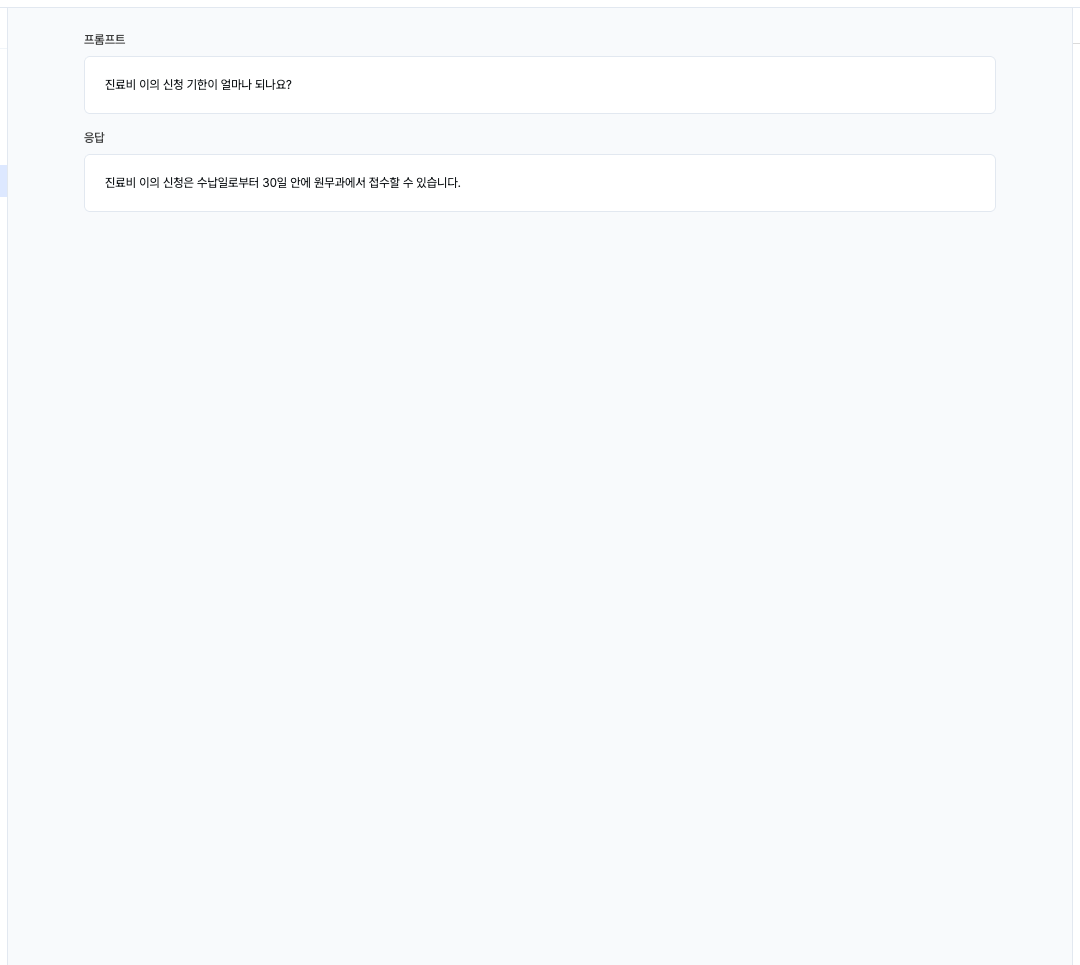 프롬프트
진료비 이의 신청 기한이 얼마나 되나요?
응답
진료비 이의 신청은 수납일로부터 30일 안에 원무과에서 접수할 수 있습니다.